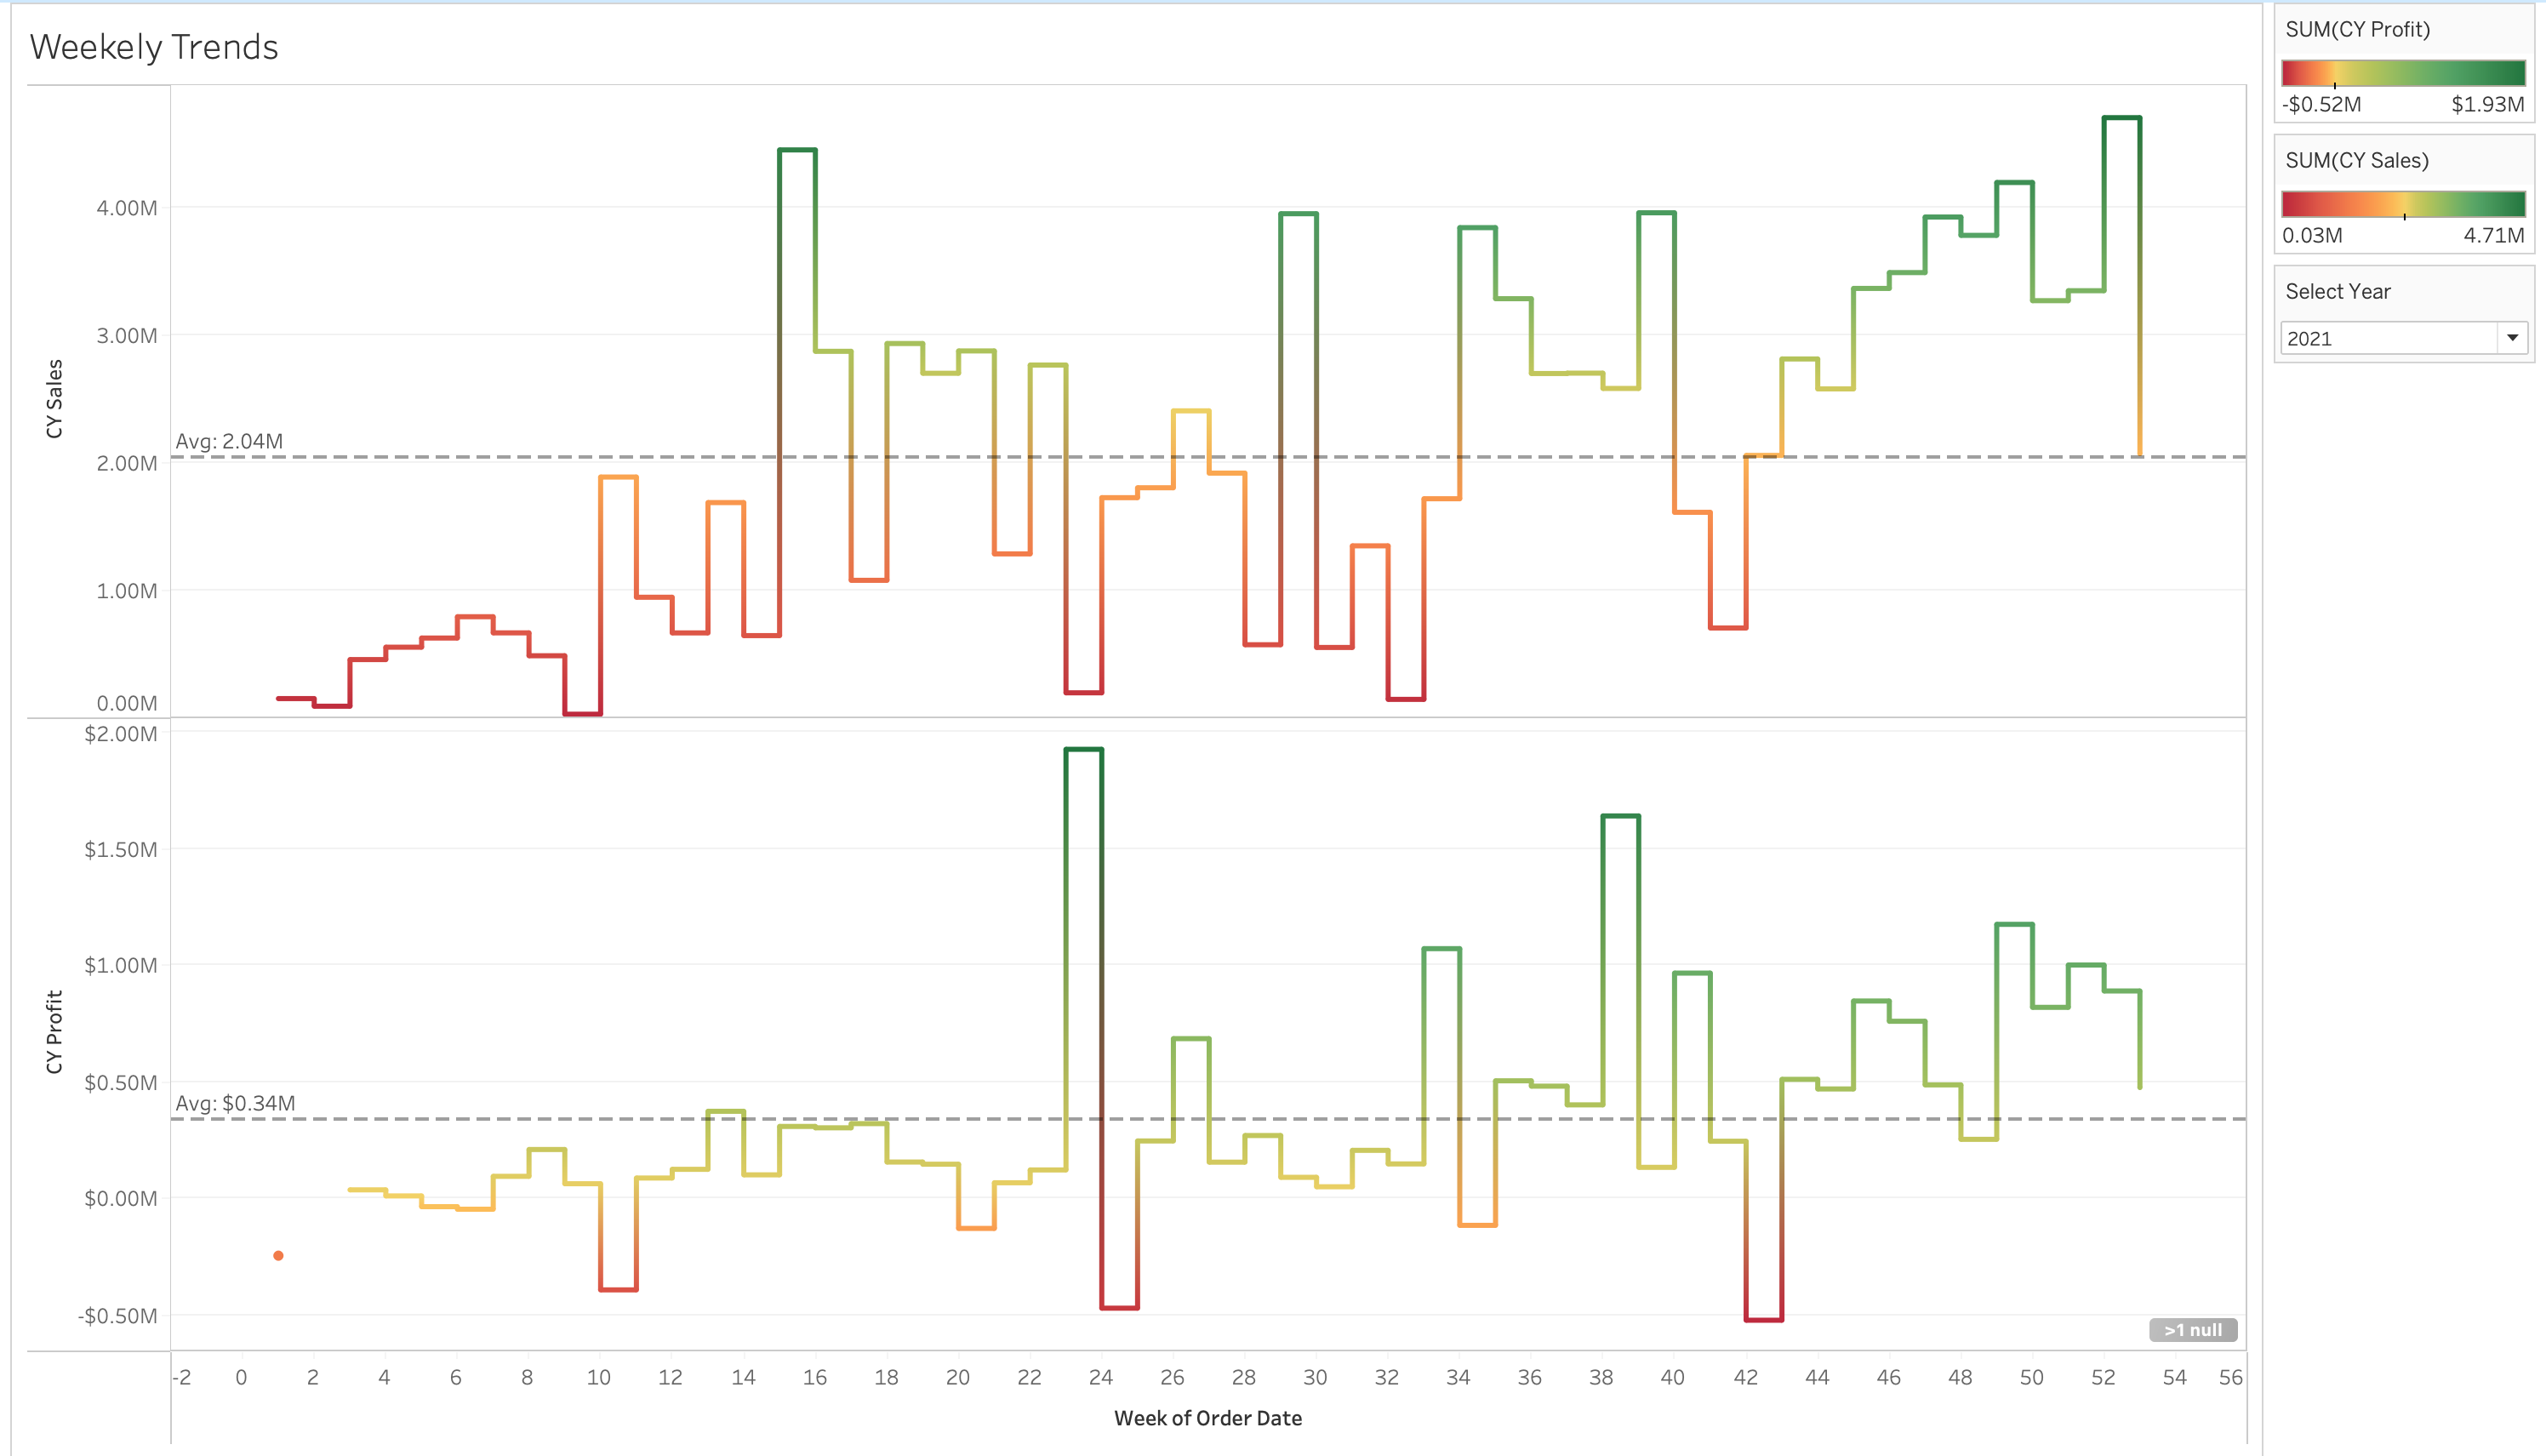 Weekely Trends
CY Sales
4.00M
3.00M
Avg: 2.04M
2.00M
1.00M
0.00M
CY Profit
$2.00M
$1.50M
$1.00M
$0.50M
Avg: $0.34M
$0.00M
-$0.50M
>1 null
-2 0 2 4 6 8 10 12 14 16 18 20 22 24 26 28 30 32 34 36 38 40 42 44 46 48 50 52 54 56
Week of Order Date
SUM(CY Profit)
-$0.52M $1.93M
SUM(CY Sales)
0.03M 4.71M
Select Year
2021